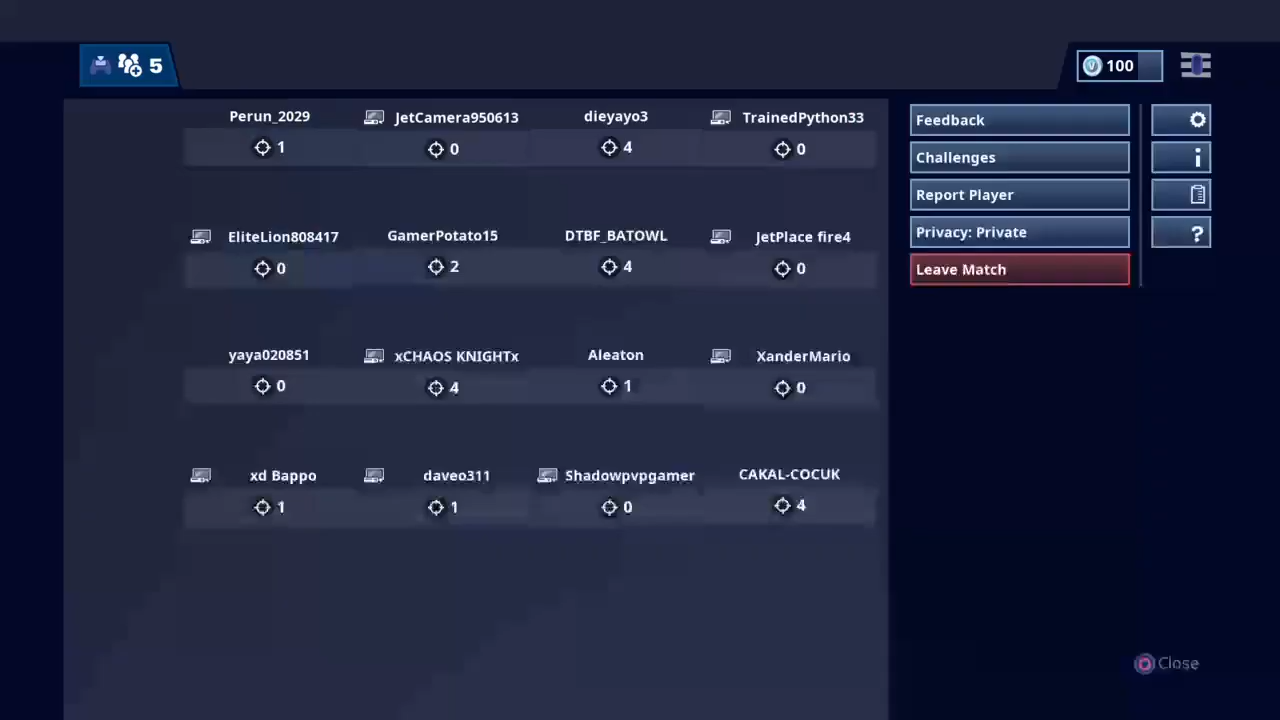 5
V 100
Perun_2029 JetCamera950613 dieyayo3 TrainedPython33
1 0 4 0
EliteLion808417 GamerPotato15 DTBF_BATOWL JetPlace fire4
0 2 4 0
yaya020851 xCHAOS KNIGHTx Aleaton XanderMario
0 4 1 0
xd Bappo daveo311 Shadowpvpgamer CAKAL-COCUK
1 1 0 4
Feedback
Challenges
Report Player
Privacy: Private
Leave Match
i
?
Close